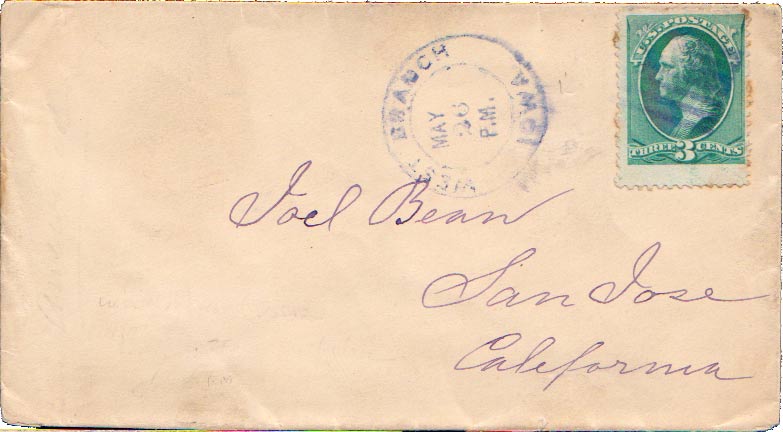 WEST BRANCH IOWA
MAY
26
P.M.
U.S. POSTAGE
THREE 3 CENTS
Joel Bean
San Jose
California